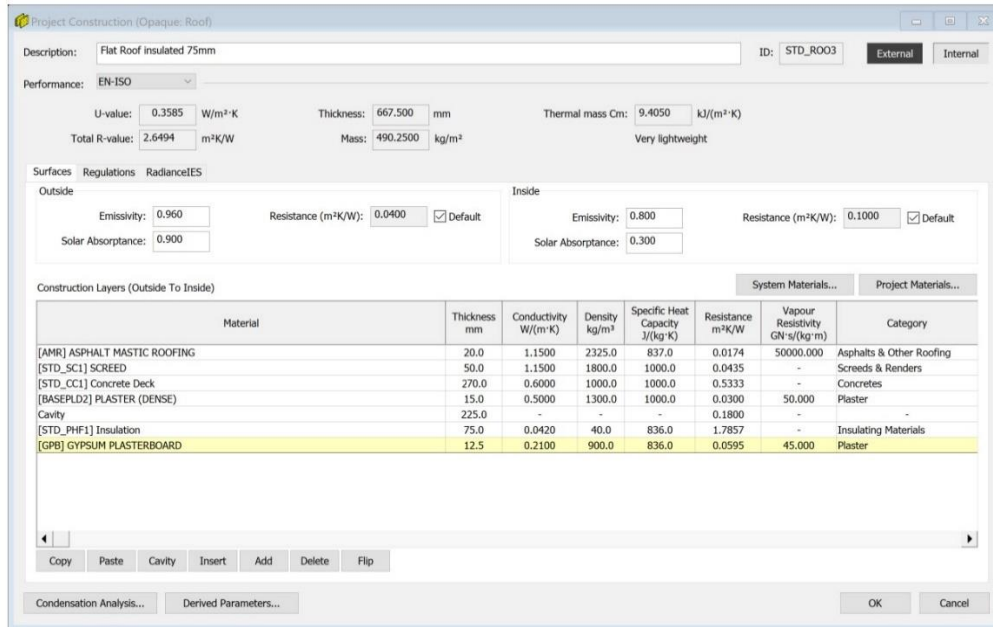 Project Construction (Opaque: Roof)
Description: Flat Roof insulated 75mm ID: STD_ROO3 External Internal
Performance: EN-ISO
U-value: 0.3585 W/m²·K Thickness: 667.500 mm Thermal mass Cm: 9.4050 kJ/(m²·K)
Total R-value: 2.6494 m²K/W Mass: 490.2500 kg/m² Very lightweight
Surfaces Regulations RadianceIES
Outside Inside
Emissivity: 0.960 Resistance (m²K/W): 0.0400 Default Emissivity: 0.800 Resistance (m²K/W): 0.1000 Default
Solar Absorptance: 0.900 Solar Absorptance: 0.300
Construction Layers (Outside To Inside) System Materials... Project Materials...
Material Thickness mm Conductivity W/(m·K) Density kg/m³ Specific Heat Capacity J/(kg·K) Resistance m²K/W Vapour Resistivity GN·s/(kg·m) Category
[AMR] ASPHALT MASTIC ROOFING 20.0 1.1500 2325.0 837.0 0.0174 50000.000 Asphalts & Other Roofing
[STD_SC1] SCREED 50.0 1.1500 1800.0 1000.0 0.0435 - Screeds & Renders
[STD_CC1] Concrete Deck 270.0 0.6000 1000.0 1000.0 0.5333 - Concretes
[BASEPLD2] PLASTER (DENSE) 15.0 0.5000 1300.0 1000.0 0.0300 50.000 Plaster
Cavity 225.0 - - - 0.1800 - -
[STD_PHF1] Insulation 75.0 0.0420 40.0 836.0 1.7857 - Insulating Materials
[GPB] GYPSUM PLASTERBOARD 12.5 0.2100 900.0 836.0 0.0595 45.000 Plaster
Copy Paste Cavity Insert Add Delete Flip
Condensation Analysis... Derived Parameters... OK Cancel